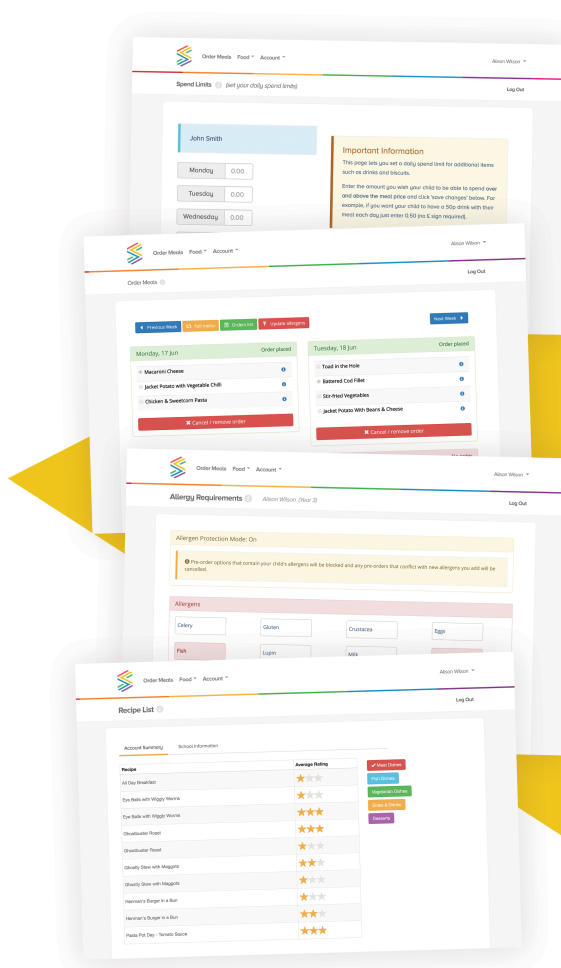 Order Meals Food Account
Alison Wilson
Spend Limits (set your daily spend limits)
Log Out
John Smith
Monday 0.00
Tuesday 0.00
Wednesday 0.00
Important Information
This page lets you set a daily spend limit for additional items
such as drinks and biscuits.
Enter the amount you wish your child to be able to spend over
and above the meal price and click 'save changes' below. For
example, if you want your child to have a 50p drink with their
meal each day just enter 0.50 (no £ sign required).
Order Meals Food Account
Alison Wilson
Order Meals
Log Out
Previous Week Full menu Orders list Update allergens
Next Week
Monday, 17 Jun Order placed
Macaroni Cheese
Jacket Potato with Vegetable Chilli
Chicken & Sweetcorn Pasta
Cancel / remove order
Tuesday, 18 Jun Order placed
Toad in the Hole
Battered Cod Fillet
Stir-fried Vegetables
Jacket Potato With Beans & Cheese
Cancel / remove order
Order Meals Food Account
Alison Wilson
Allergy Requirements Alison Wilson (Year 3)
Log Out
Allergen Protection Mode: On
Pre-order options that contain your child's allergens will be blocked and any pre-orders that conflict with new allergens you add will be
cancelled.
Allergens
Celery Gluten Crustacea Eggs
Fish Lupin Milk
Order Meals Food Account
Alison Wilson
Recipe List
Log Out
Account Summary School Information
Recipe Average Rating
All Day Breakfast
Eye Balls with Wiggly Worms
Eye Balls with Wiggly Worms
Ghostbuster Roast
Ghostbuster Roast
Ghostly Stew with Maggots
Ghostly Stew with Maggots
Herman's Burger in a Bun
Herman's Burger in a Bun
Pasta Pot Day - Tomato Sauce
Meat Dishes
Fish Dishes
Vegetarian Dishes
Sides & Drinks
Desserts